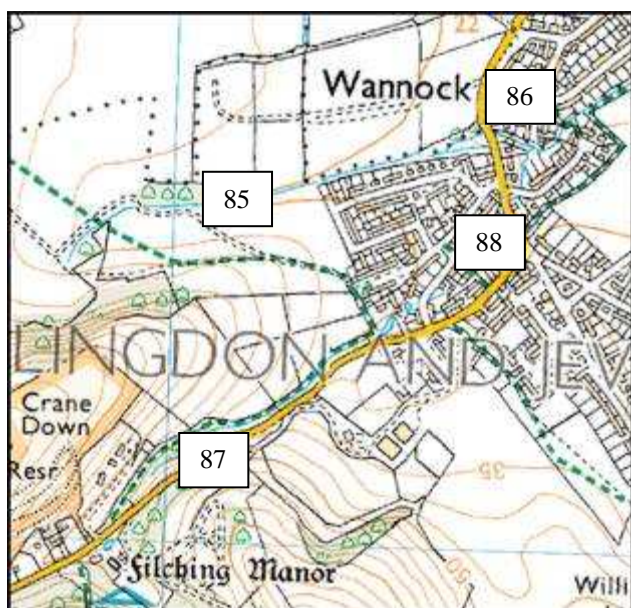 22
Wannock
86
85
88
LINGDON AND JEV
Crane
Down
87
Resr
35
Filching Manor
50
Willi